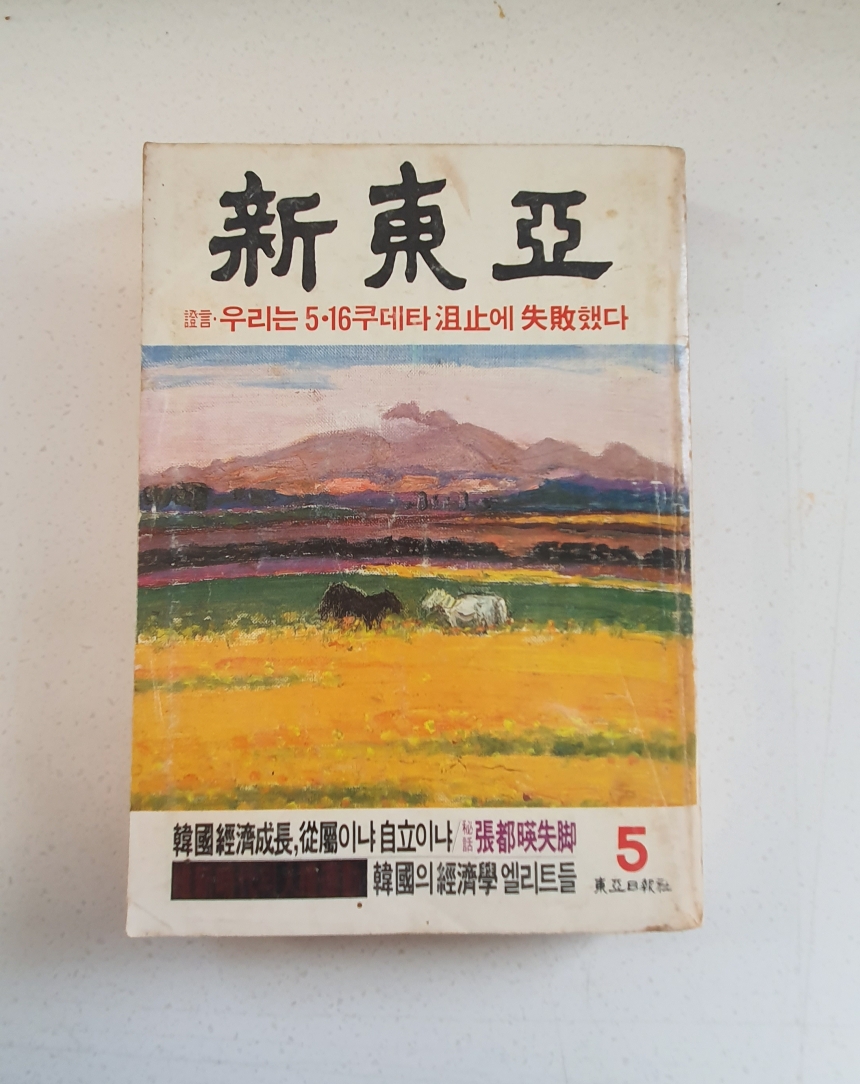 新東亞
證言·우리는 5·16쿠데타 沮止에 失敗했다
韓國經濟成長, 從屬이냐 自立이냐/秘話 張都暎失脚
韓國의 經濟學 엘리트들
5
東亞日報社